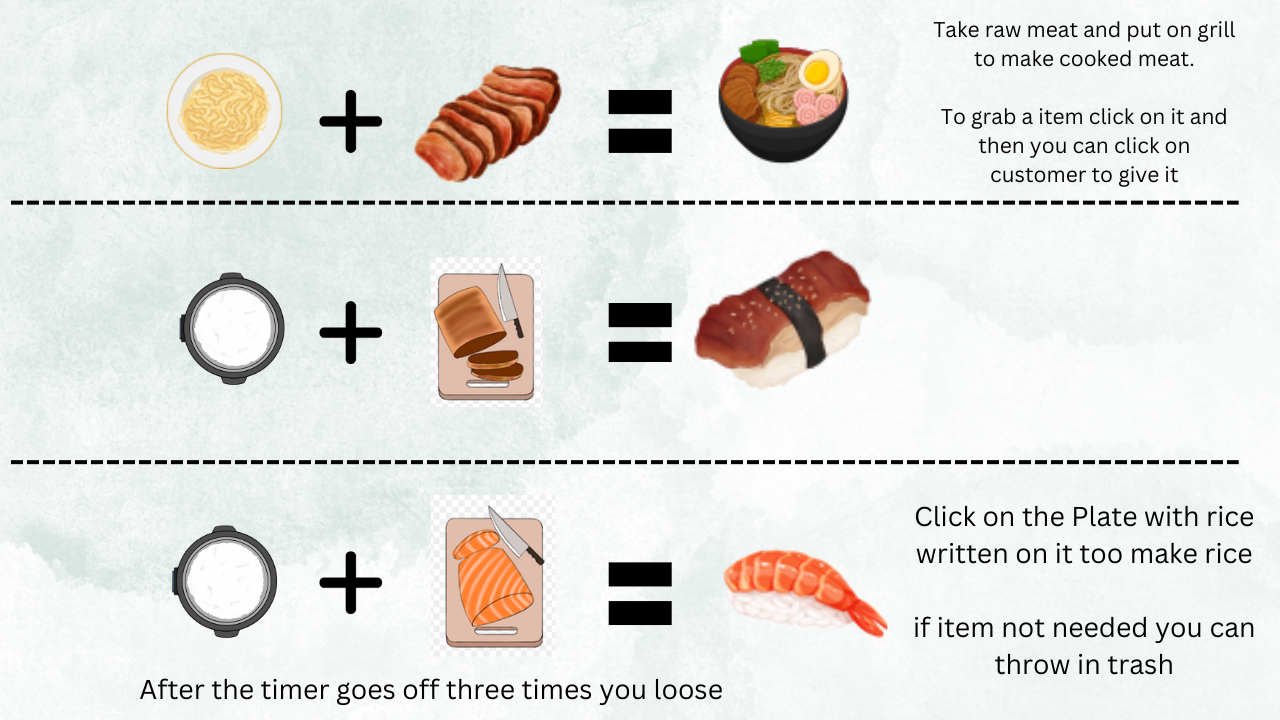 Take raw meat and put on grill
to make cooked meat.
To grab a item click on it and
then you can click on
customer to give it
Click on the Plate with rice
written on it too make rice
if item not needed you can
throw in trash
After the timer goes off three times you loose